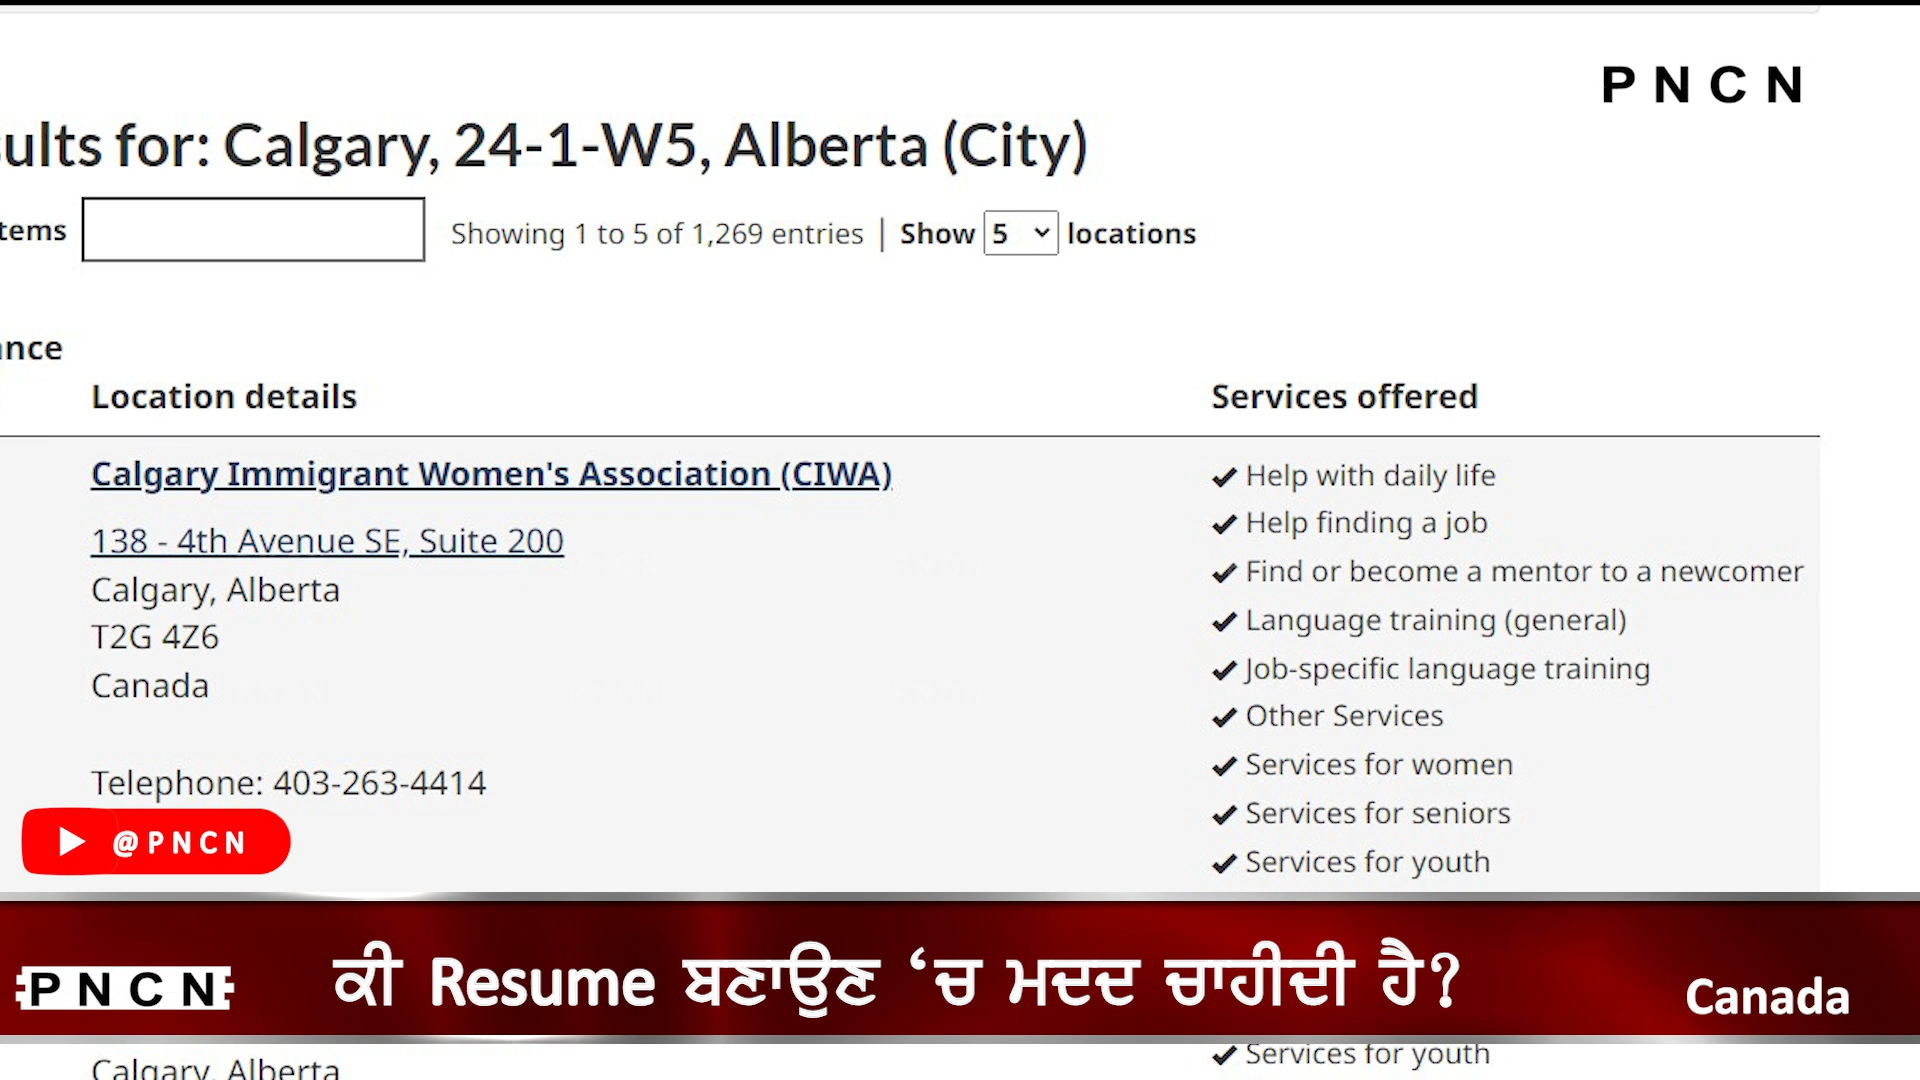 PNCN
ults for: Calgary, 24-1-W5, Alberta (City)
tems Showing 1 to 5 of 1,269 entries | Show 5 locations
ance
Location details Services offered
Calgary Immigrant Women's Association (CIWA)
138 - 4th Avenue SE, Suite 200
Calgary, Alberta
T2G 4Z6
Canada
Telephone: 403-263-4414
✔ Help with daily life
✔ Help finding a job
✔ Find or become a mentor to a newcomer
✔ Language training (general)
✔ Job-specific language training
✔ Other Services
✔ Services for women
✔ Services for seniors
✔ Services for youth
@PNCN
PNCN
ਕੀ Resume ਬਣਾਉਣ ‘ਚ ਮਦਦ ਚਾਹੀਦੀ ਹੈ?
Canada
Calgary, Alberta
✔ Services for youth